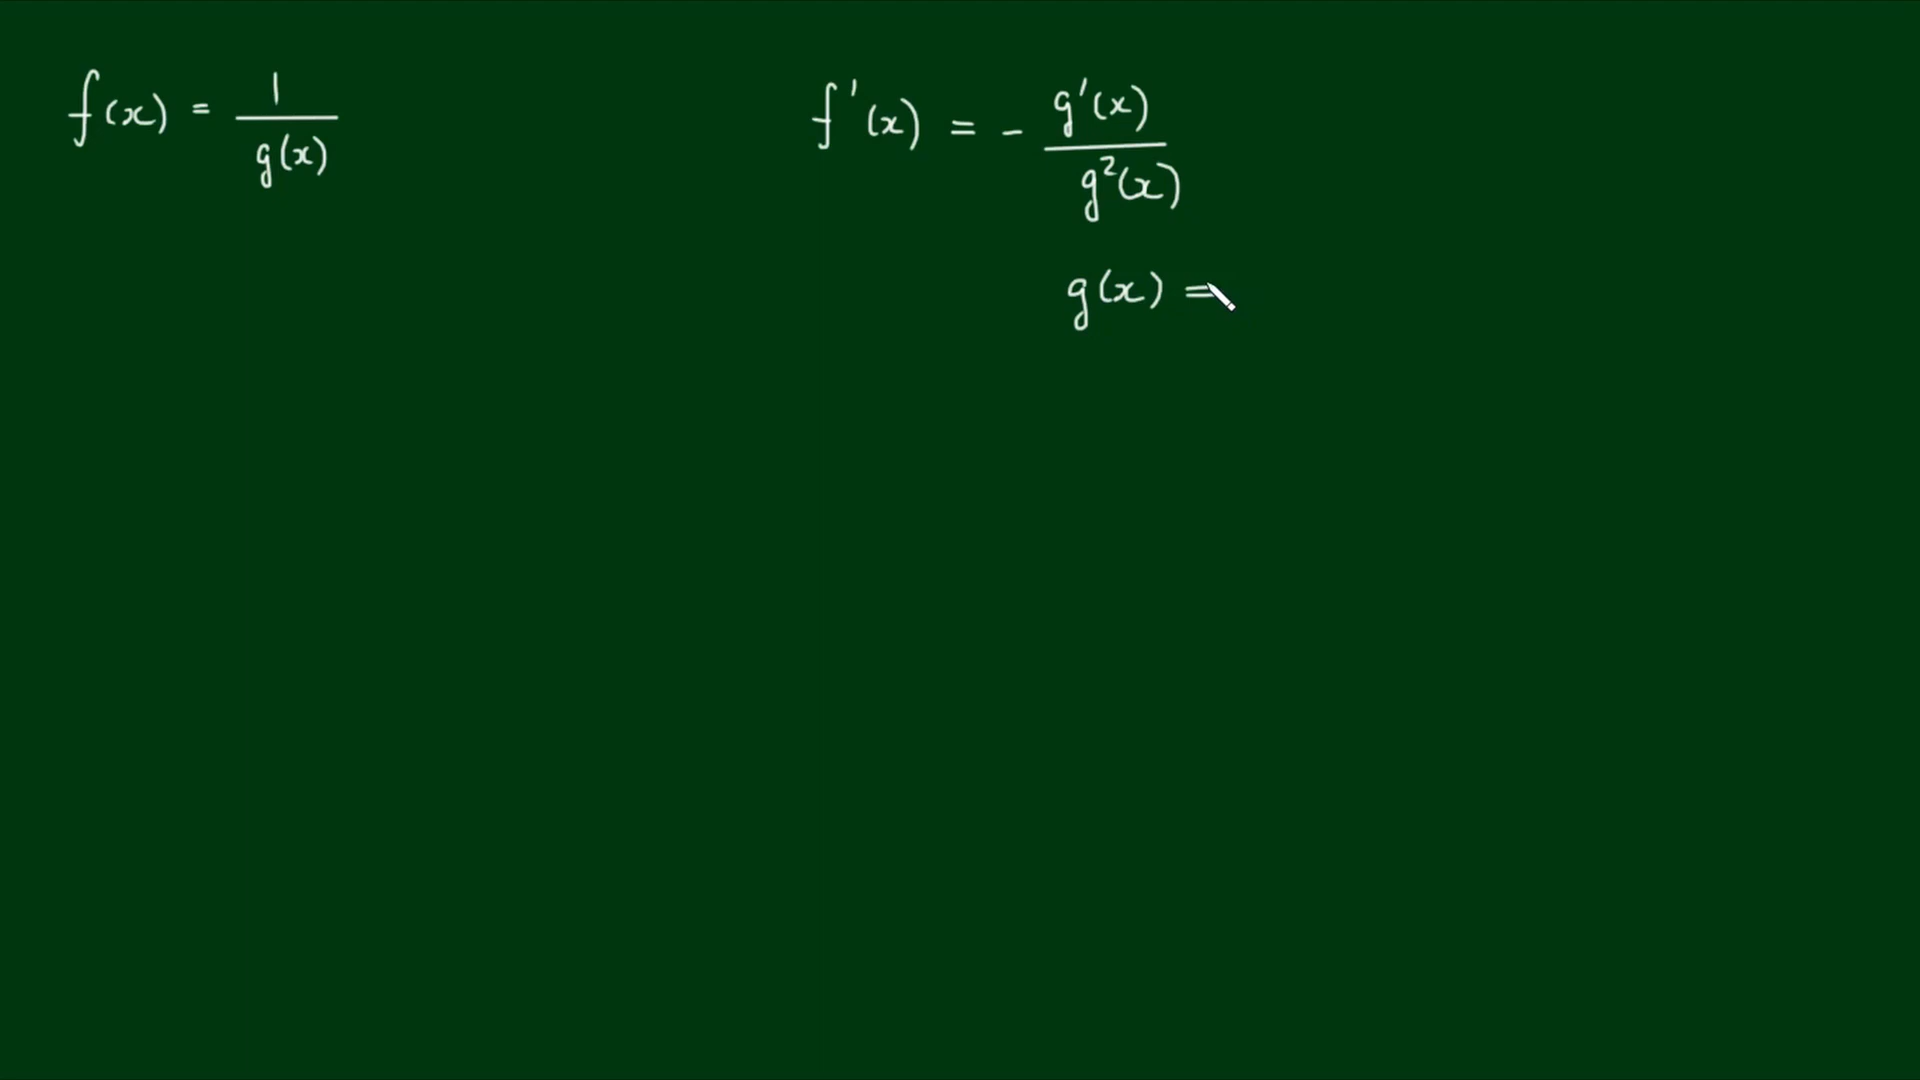 f(x) = 1/g(x)
f'(x) = - g'(x)/g²(x)
g(x) =